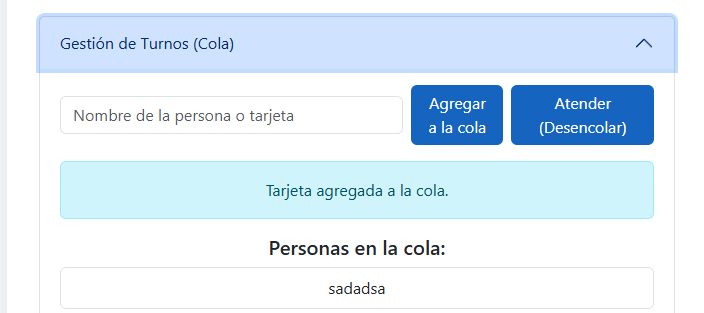 Gestión de Turnos (Cola)
Nombre de la persona o tarjeta
Agregar
a la cola
Atender
(Desencolar)
Tarjeta agregada a la cola.
Personas en la cola:
sadadsa